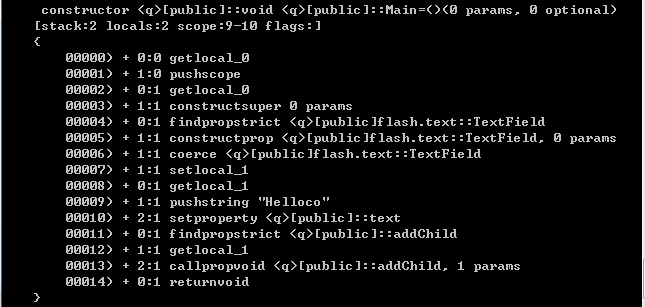 constructor <q>[public]::void <q>[public]::Main=()(0 params, 0 optional)
[stack:2 locals:2 scope:9-10 flags:]
{
00000) + 0:0 getlocal_0
00001) + 1:0 pushscope
00002) + 0:1 getlocal_0
00003) + 1:1 constructsuper 0 params
00004) + 0:1 findpropstrict <q>[public]flash.text::TextField
00005) + 1:1 constructprop <q>[public]flash.text::TextField, 0 params
00006) + 1:1 coerce <q>[public]flash.text::TextField
00007) + 1:1 setlocal_1
00008) + 0:1 getlocal_1
00009) + 1:1 pushstring "Helloco"
00010) + 2:1 setproperty <q>[public]::text
00011) + 0:1 findpropstrict <q>[public]::addChild
00012) + 1:1 getlocal_1
00013) + 2:1 callpropvoid <q>[public]::addChild, 1 params
00014) + 0:1 returnvoid
}